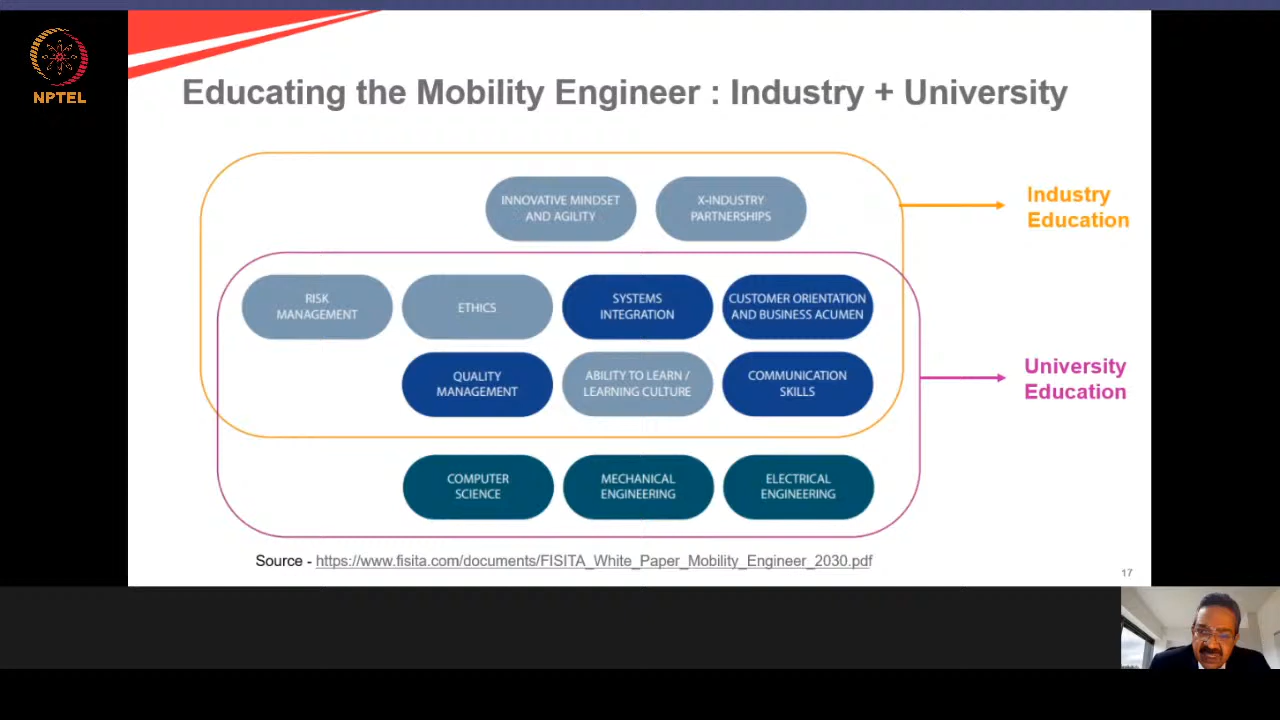 NPTEL
Educating the Mobility Engineer : Industry + University
INNOVATIVE MINDSET
AND AGILITY
X-INDUSTRY
PARTNERSHIPS
Industry
Education
RISK
MANAGEMENT
ETHICS
SYSTEMS
INTEGRATION
CUSTOMER ORIENTATION
AND BUSINESS ACUMEN
QUALITY
MANAGEMENT
ABILITY TO LEARN /
LEARNING CULTURE
COMMUNICATION
SKILLS
University
Education
COMPUTER
SCIENCE
MECHANICAL
ENGINEERING
ELECTRICAL
ENGINEERING
Source - https://www.fisita.com/documents/FISITA_White_Paper_Mobility_Engineer_2030.pdf
17